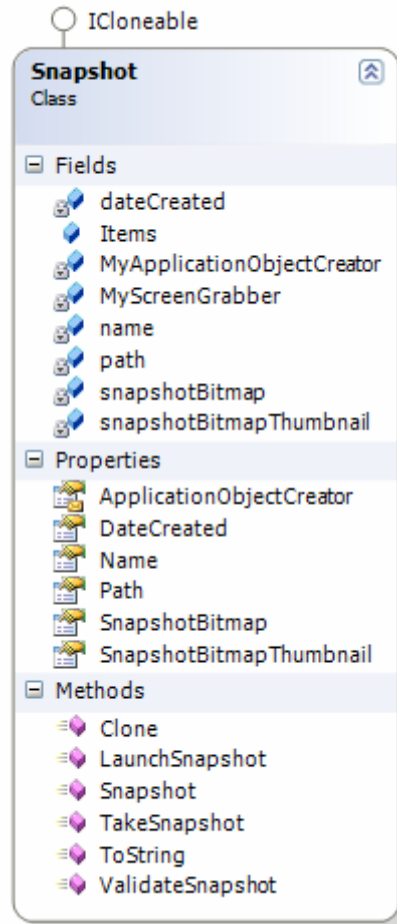 ICloneable
Snapshot
Class
Fields
dateCreated
Items
MyApplicationObjectCreator
MyScreenGrabber
name
path
snapshotBitmap
snapshotBitmapThumbnail
Properties
ApplicationObjectCreator
DateCreated
Name
Path
SnapshotBitmap
SnapshotBitmapThumbnail
Methods
Clone
LaunchSnapshot
Snapshot
TakeSnapshot
ToString
ValidateSnapshot